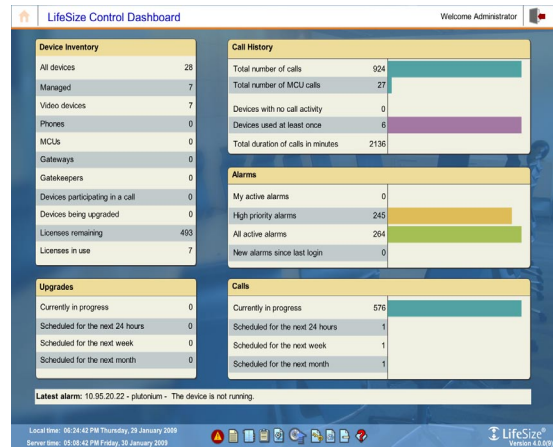 LifeSize Control Dashboard
Welcome Administrator
Device Inventory
All devices 28
Managed 7
Video devices 7
Phones 0
MCUs 0
Gateways 0
Gatekeepers 0
Devices participating in a call 0
Devices being upgraded 0
Licenses remaining 493
Licenses in use 7
Call History
Total number of calls 924
Total number of MCU calls 27
Devices with no call activity 0
Devices used at least once 6
Total duration of calls in minutes 2136
Alarms
My active alarms 0
High priority alarms 245
All active alarms 264
New alarms since last login 0
Upgrades
Currently in progress 0
Scheduled for the next 24 hours 0
Scheduled for the next week 0
Scheduled for the next month 0
Calls
Currently in progress 576
Scheduled for the next 24 hours 1
Scheduled for the next week 1
Scheduled for the next month 1
Latest alarm: 10.95.20.22 - plutonium - The device is not running.
Local time: 06:24:42 PM Thursday, 29 January 2009
Server time: 05:08:42 PM Friday, 30 January 2009
LifeSize®
Version 4.0.0(9)